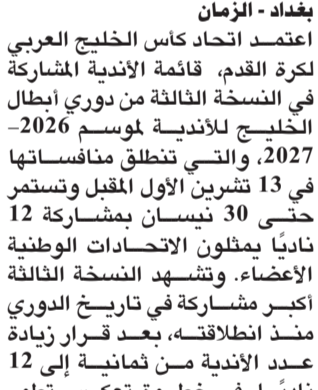 بغداد - الزمان
اعتمد اتحاد كأس الخليج العربي
لكرة القدم، قائمة الأندية المشاركة
في النسخة الثالثة من دوري أبطال
الخليج للأندية لموسم 2026–
2027، والتي تنطلق منافساتها
في 13 تشرين الأول المقبل وتستمر
حتى 30 نيسان بمشاركة 12
ناديًا يمثلون الاتحادات الوطنية
الأعضاء. وتشهد النسخة الثالثة
أكبر مشاركة في تاريخ الدوري
منذ انطلاقته، بعد قرار زيادة
عدد الأندية من ثمانية إلى 12